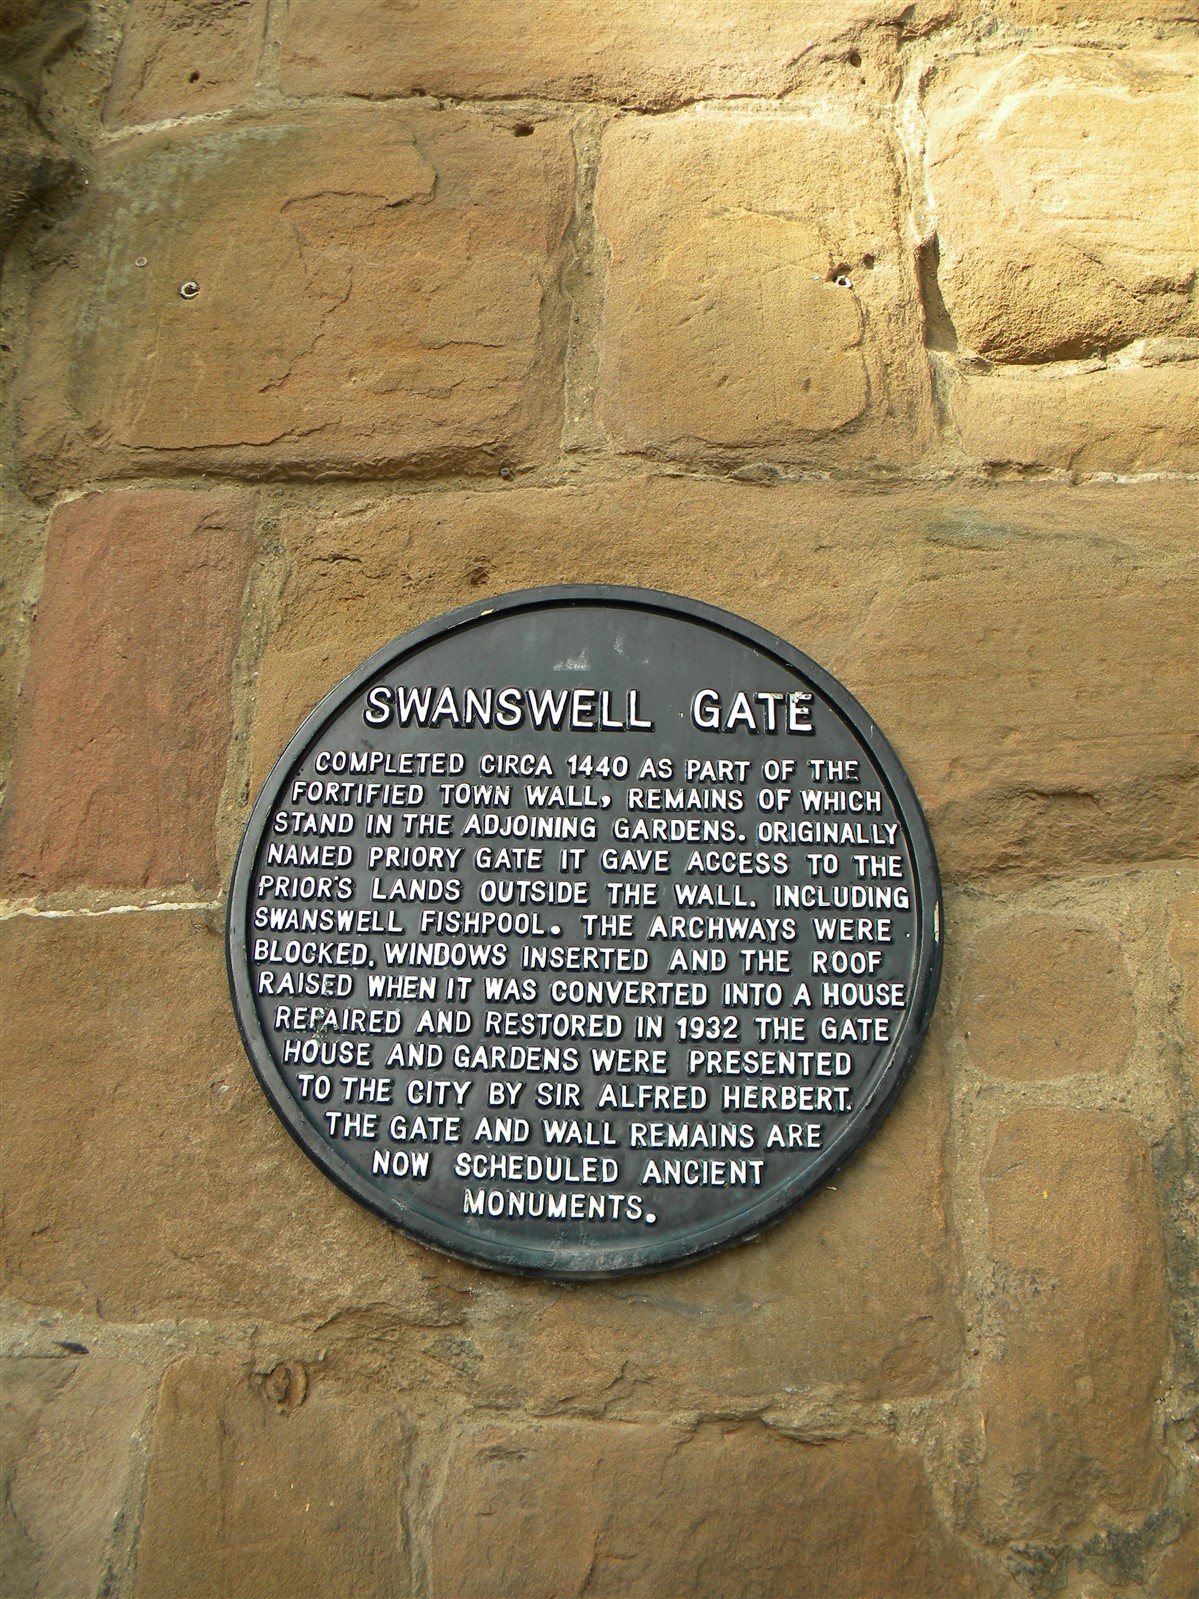 SWANSWELL GATE
COMPLETED CIRCA 1440 AS PART OF THE
FORTIFIED TOWN WALL, REMAINS OF WHICH
STAND IN THE ADJOINING GARDENS. ORIGINALLY
NAMED PRIORY GATE IT GAVE ACCESS TO THE
PRIOR'S LANDS OUTSIDE THE WALL. INCLUDING
SWANSWELL FISHPOOL. THE ARCHWAYS WERE
BLOCKED. WINDOWS INSERTED AND THE ROOF
RAISED WHEN IT WAS CONVERTED INTO A HOUSE
REPAIRED AND RESTORED IN 1932 THE GATE
HOUSE AND GARDENS WERE PRESENTED
TO THE CITY BY SIR ALFRED HERBERT.
THE GATE AND WALL REMAINS ARE
NOW SCHEDULED ANCIENT
MONUMENTS.